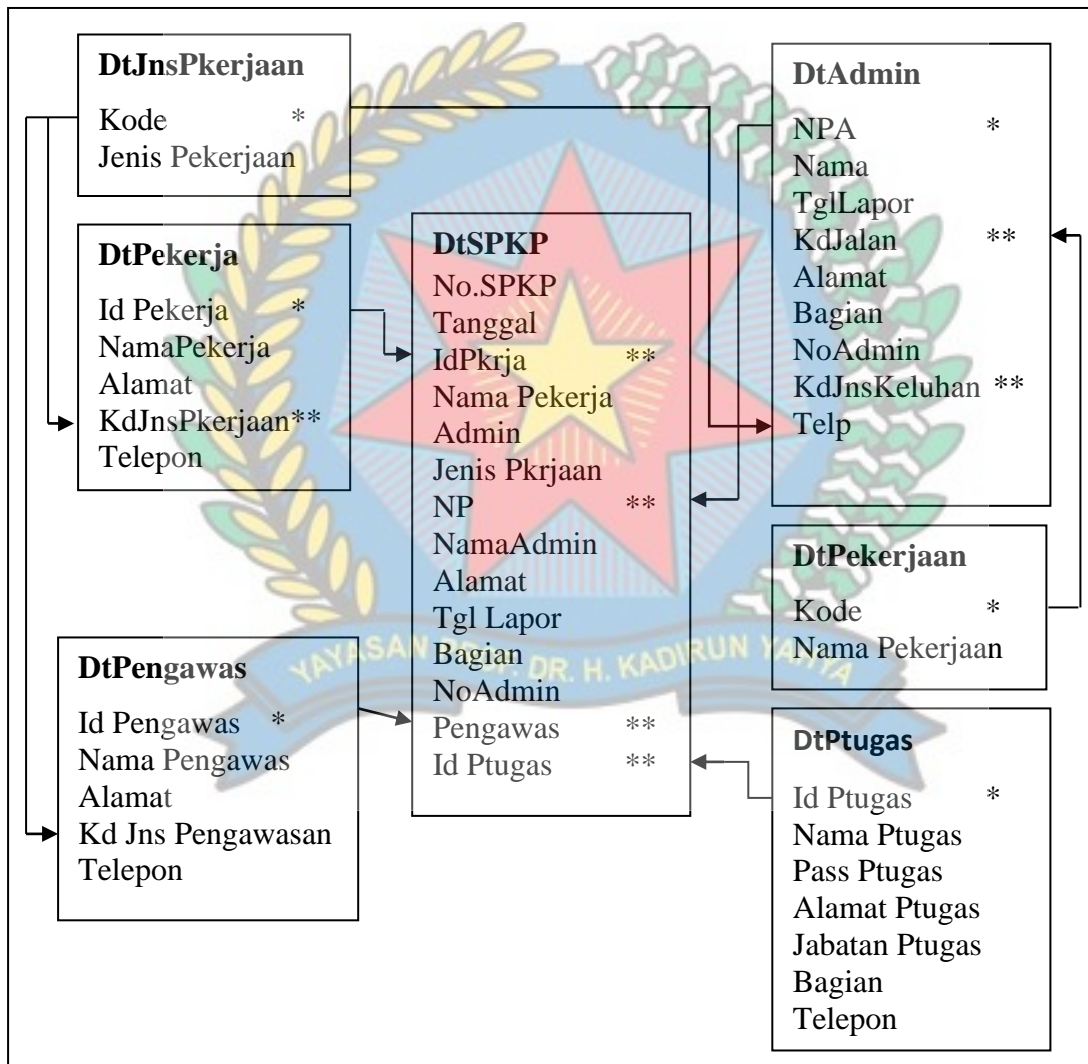 DtJnsPkerjaan
Kode *
Jenis Pekerjaan
DtPekerja
Id Pekerja *
NamaPekerja
Alamat
KdJnsPkerjaan**
Telepon
DtPengawas
Id Pengawas *
Nama Pengawas
Alamat
Kd Jns Pengawasan
Telepon
DtSPKP
No.SPKP
Tanggal
IdPkrja **
Nama Pekerja
Admin
Jenis Pkrjaan
NP **
NamaAdmin
Alamat
Tgl Lapor
Bagian
NoAdmin
Pengawas **
Id Ptugas **
DtAdmin
NPA *
Nama
TglLapor
KdJalan **
Alamat
Bagian
NoAdmin
KdJnsKeluhan **
Telp
DtPekerjaan
Kode *
Nama Pekerjaan
DtPtugas
Id Ptugas *
Nama Ptugas
Pass Ptugas
Alamat Ptugas
Jabatan Ptugas
Bagian
Telepon
YAYASAN DR. H. KADIRUN YAHYA